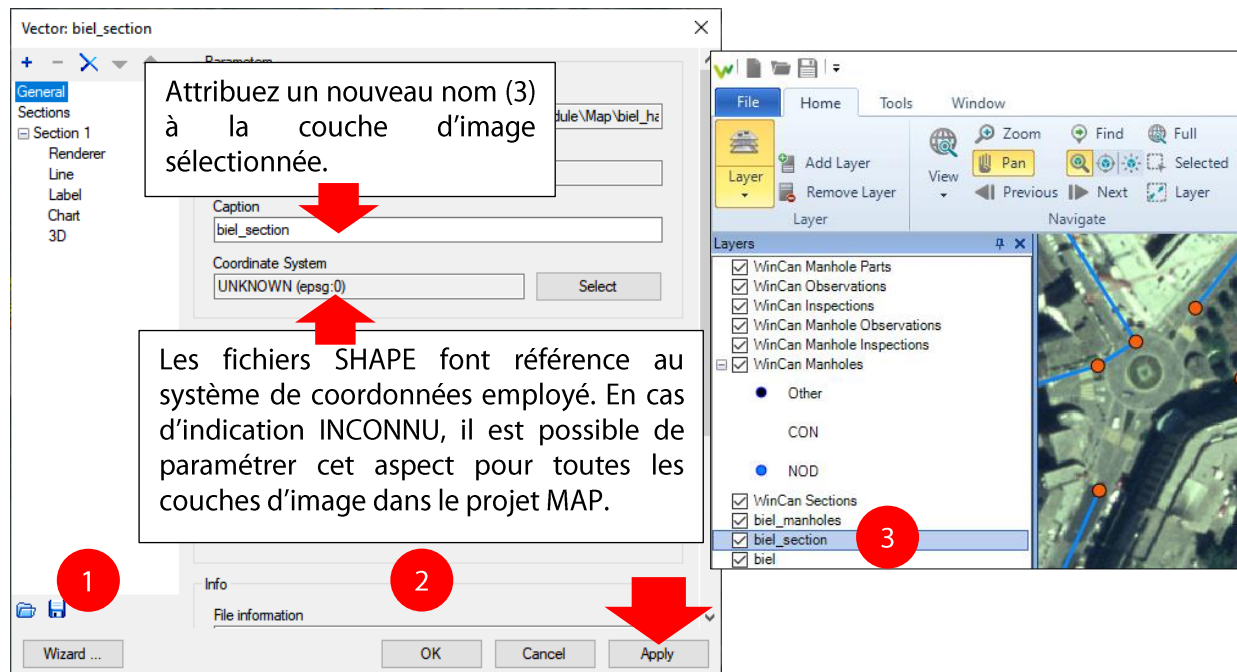 Vector: biel_section
General
Sections
Section 1
Renderer
Line
Label
Chart
3D
Attribuez un nouveau nom (3)
à la couche d’image
sélectionnée.
Caption
biel_section
Coordinate System
UNKNOWN (epsg:0)
Select
Les fichiers SHAPE font référence au
système de coordonnées employé. En cas
d’indication INCONNU, il est possible de
paramétrer cet aspect pour toutes les
couches d’image dans le projet MAP.
1
2
Info
File information
Wizard ...
OK
Cancel
Apply
File
Home
Tools
Window
Layer
Add Layer
Remove Layer
Layer
View
Zoom
Find
Full
Pan
Selected
Previous
Next
Layer
Navigate
Layers
WinCan Manhole Parts
WinCan Observations
WinCan Inspections
WinCan Manhole Observations
WinCan Manhole Inspections
WinCan Manholes
Other
CON
NOD
WinCan Sections
biel_manholes
biel_section
3
biel